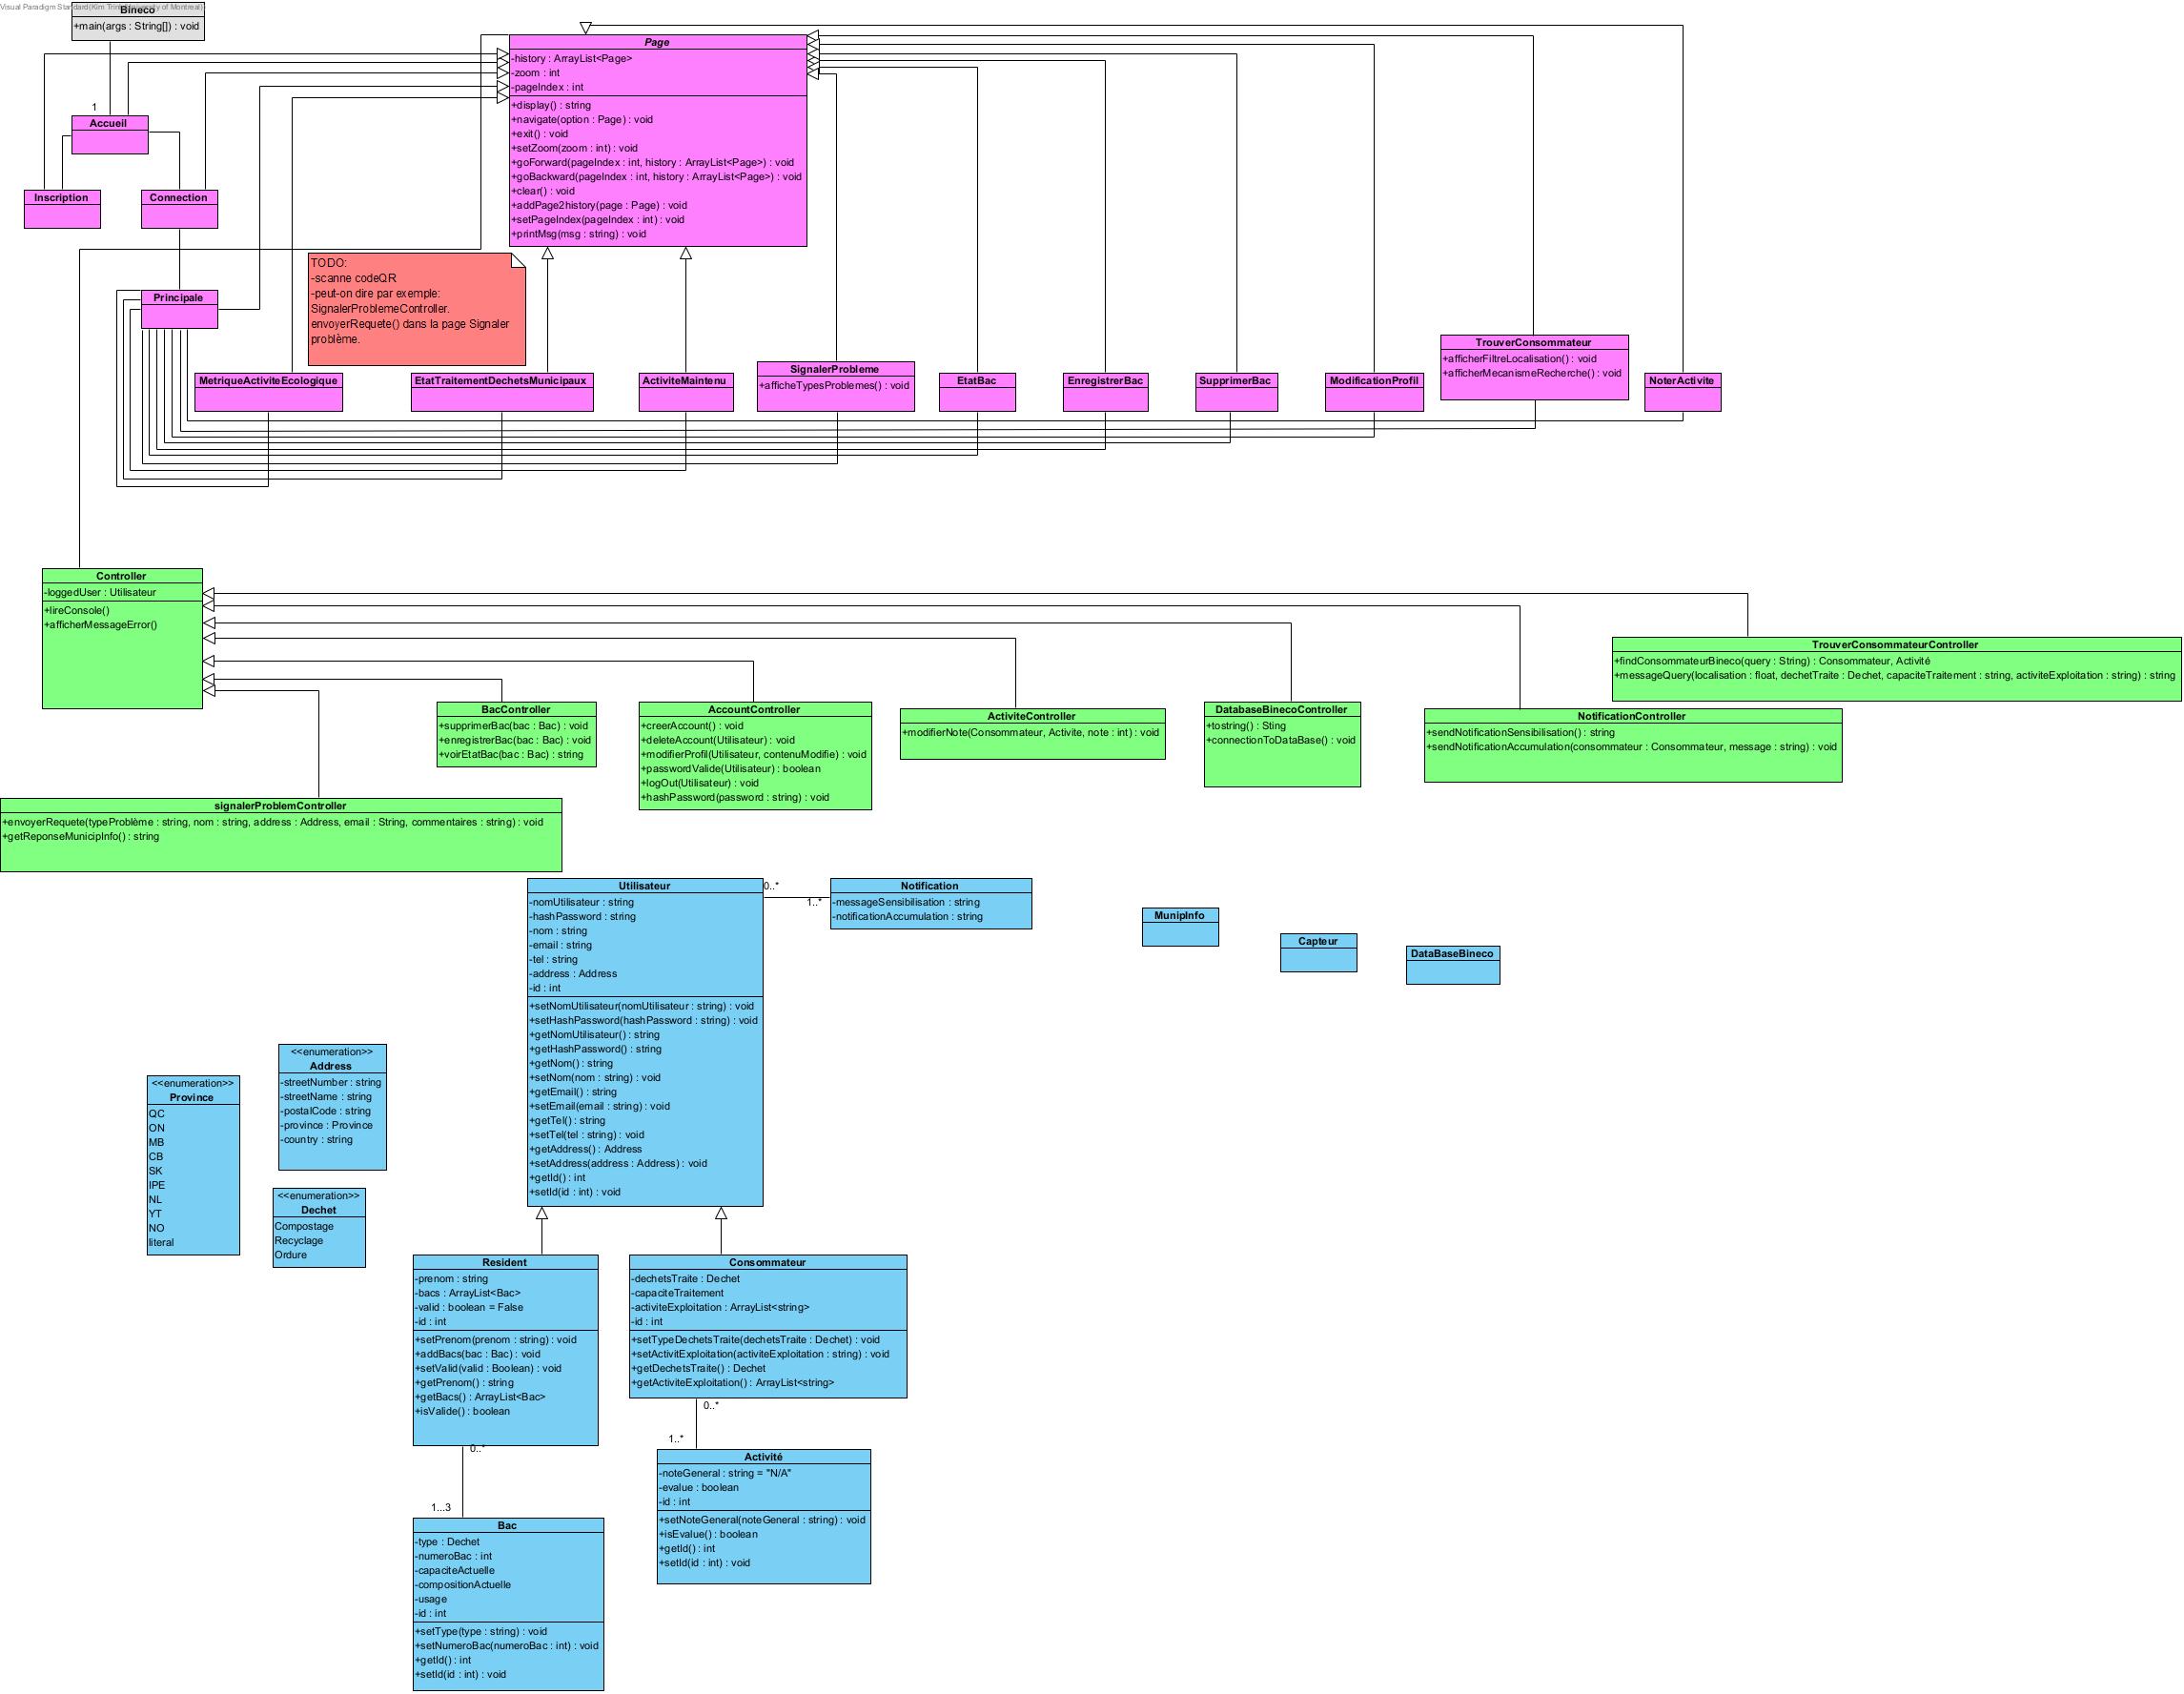 Visual Paradigm Standard(Kim Trinh(University of Montreal))
Bineco
+main(args : String[]) : void
1
Accueil
Inscription
Connection
Principale
Page
-history : ArrayList<Page>
-zoom : int
-pageIndex : int
+display() : string
+navigate(option : Page) : void
+exit() : void
+setZoom(zoom : int) : void
+goForward(pageIndex : int, history : ArrayList<Page>) : void
+goBackward(pageIndex : int, history : ArrayList<Page>) : void
+clear() : void
+addPage2history(page : Page) : void
+setPageIndex(pageIndex : int) : void
+printMsg(msg : string) : void
TODO:
-scanne codeQR
-peut-on dire par exemple:
SignalerProblemeController.
envoyerRequete() dans la page Signaler
problème.
MetriqueActiviteEcologique
EtatTraitementDechetsMunicipaux
ActiviteMaintenu
SignalerProbleme
+afficheTypesProblemes() : void
EtatBac
EnregistrerBac
SupprimerBac
ModificationProfil
TrouverConsommateur
+afficherFiltreLocalisation() : void
+afficherMecanismeRecherche() : void
NoterActivite
Controller
-loggedUser : Utilisateur
+lireConsole()
+afficherMessageError()
TrouverConsommateurController
+findConsommateurBineco(query : String) : Consommateur, Activité
+messageQuery(localisation : float, dechetTraite : Dechet, capaciteTraitement : string, activiteExploitation : string) : string
BacController
+supprimerBac(bac : Bac) : void
+enregistrerBac(bac : Bac) : void
+voirEtatBac(bac : Bac) : string
AccountController
+creerAccount() : void
+deleteAccount(Utilisateur) : void
+modifierProfil(Utilisateur, contenuModifie) : void
+passwordValide(Utilisateur) : boolean
+logOut(Utilisateur) : void
+hashPassword(password : string) : void
ActiviteController
+modifierNote(Consommateur, Activite, note : int) : void
DatabaseBinecoController
+tostring() : Sting
+connectionToDataBase() : void
NotificationController
+sendNotificationSensibilisation() : string
+sendNotificationAccumulation(consommateur : Consommateur, message : string) : void
signalerProblemController
+envoyerRequete(typeProblème : string, nom : string, address : Address, email : String, commentaires : string) : void
+getReponseMunicipInfo() : string
Utilisateur
-nomUtilisateur : string
-hashPassword : string
-nom : string
-email : string
-tel : string
-address : Address
-id : int
+setNomUtilisateur(nomUtilisateur : string) : void
+setHashPassword(hashPassword : string) : void
+getNomUtilisateur() : string
+getHashPassword() : string
+getNom() : string
+setNom(nom : string) : void
+getEmail() : string
+setEmail(email : string) : void
+getTel() : string
+setTel(tel : string) : void
+getAddress() : Address
+setAddress(address : Address) : void
+getId() : int
+setId(id : int) : void
0..*
1..*
Notification
-messageSensibilisation : string
-notificationAccumulation : string
MunipInfo
Capteur
DataBaseBineco
<<enumeration>>
Province
QC
ON
MB
CB
SK
IPE
NL
YT
NO
literal
<<enumeration>>
Address
-streetNumber : string
-streetName : string
-postalCode : string
-province : Province
-country : string
<<enumeration>>
Dechet
Compostage
Recyclage
Ordure
Resident
-prenom : string
-bacs : ArrayList<Bac>
-valid : boolean = False
-id : int
+setPrenom(prenom : string) : void
+addBacs(bac : Bac) : void
+setValid(valid : Boolean) : void
+getPrenom() : string
+getBacs() : ArrayList<Bac>
+isValide() : boolean
0..*
1...3
Consommateur
-dechetsTraite : Dechet
-capaciteTraitement
-activiteExploitation : ArrayList<string>
-id : int
+setTypeDechetsTraite(dechetsTraite : Dechet) : void
+setActivitExploitation(activiteExploitation : string) : void
+getDechetsTraite() : Dechet
+getActiviteExploitation() : ArrayList<string>
0..*
1..*
Activité
-noteGeneral : string = "N/A"
-evalue : boolean
-id : int
+setNoteGeneral(noteGeneral : string) : void
+isEvalue() : boolean
+getId() : int
+setId(id : int) : void
Bac
-type : Dechet
-numeroBac : int
-capaciteActuelle
-compositionActuelle
-usage
-id : int
+setType(type : string) : void
+setNumeroBac(numeroBac : int) : void
+getId() : int
+setId(id : int) : void